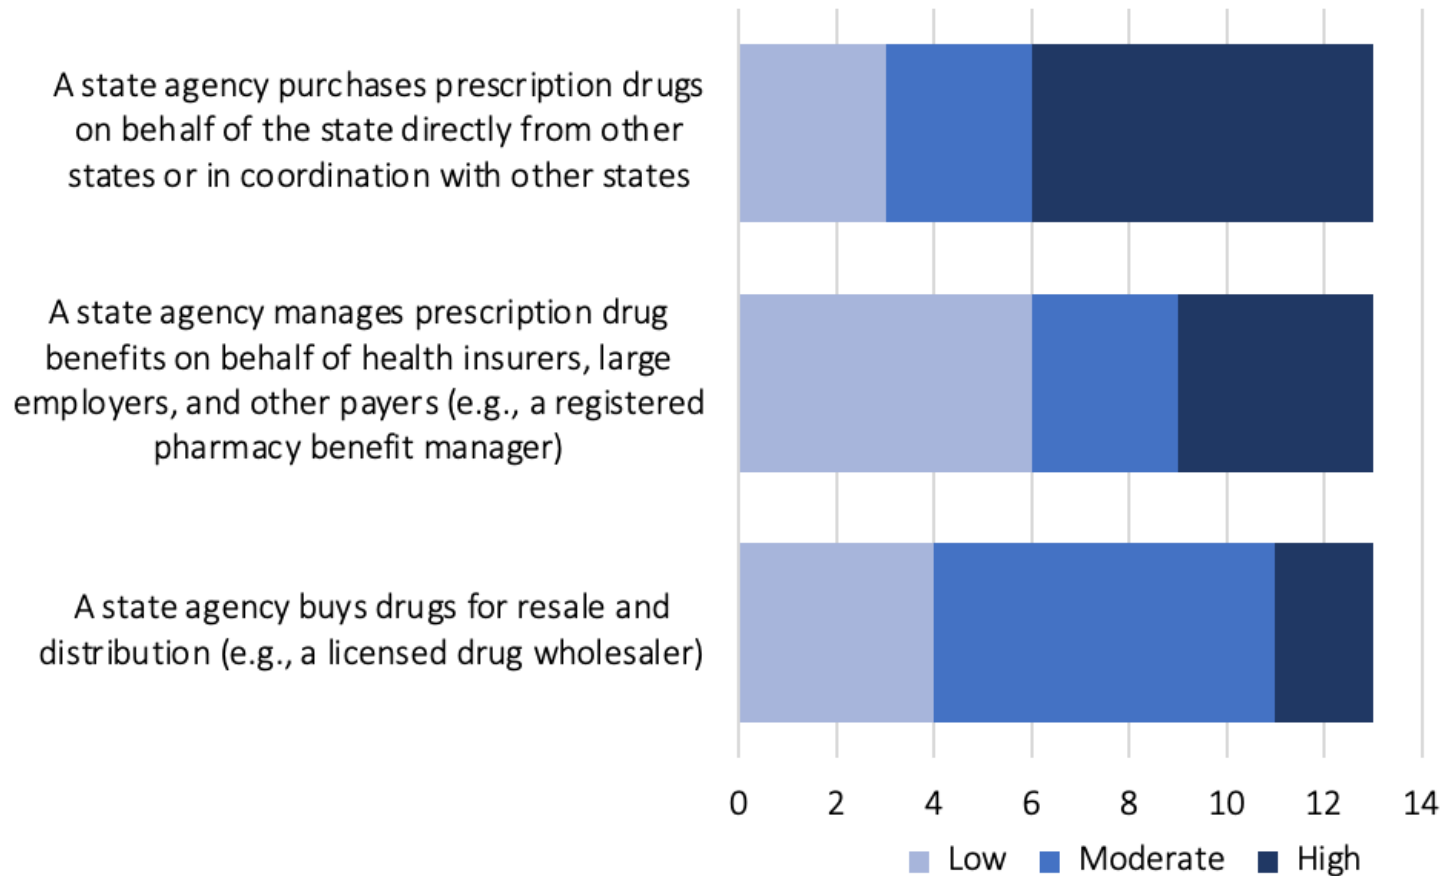 A state agency purchases prescription drugs
on behalf of the state directly from other
states or in coordination with other states
A state agency manages prescription drug
benefits on behalf of health insurers, large
employers, and other payers (e.g., a registered
pharmacy benefit manager)
A state agency buys drugs for resale and
distribution (e.g., a licensed drug wholesaler)
0 2 4 6 8 10 12 14
Low Moderate High